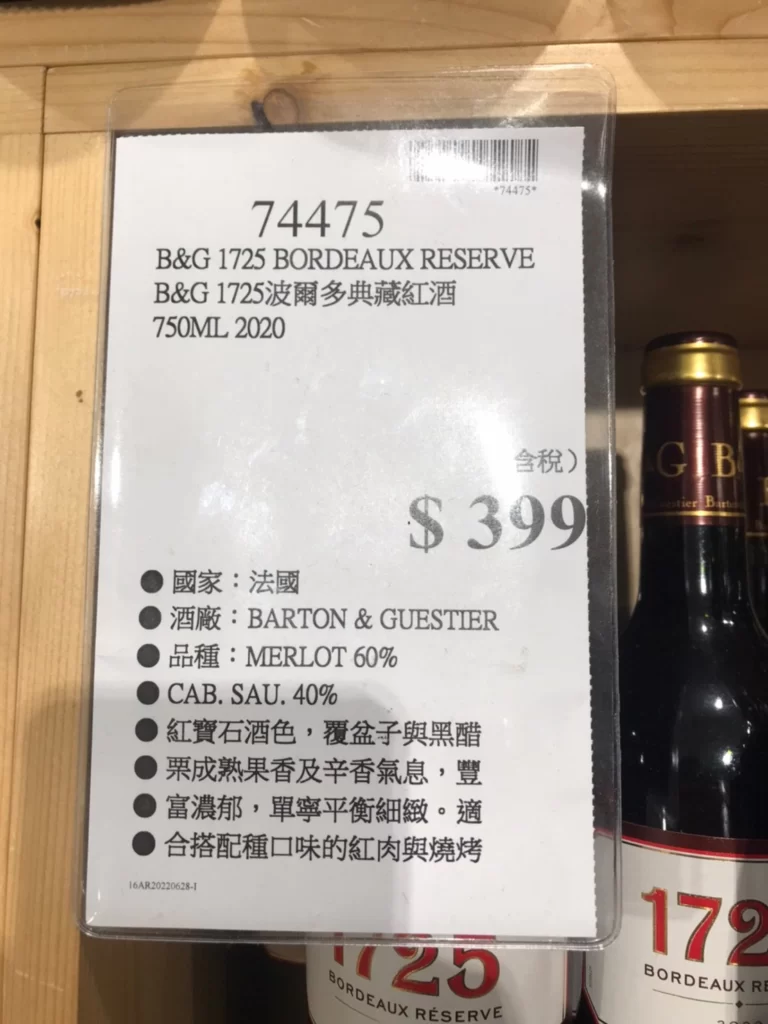 *74475*
74475
B&G 1725 BORDEAUX RESERVE
B&G 1725波爾多典藏紅酒
750ML 2020
含稅）
$ 399
● 國家：法國
● 酒廠：BARTON & GUESTIER
● 品種：MERLOT 60%
● CAB. SAU. 40%
● 紅寶石酒色，覆盆子與黑醋
● 栗成熟果香及辛香氣息，豐
● 富濃郁，單寧平衡細緻。適
● 合搭配種口味的紅肉與燒烤
16AR20220628-1
G B
1725
BORDEAUX RÉSERVE
172
BORDEAUX RE